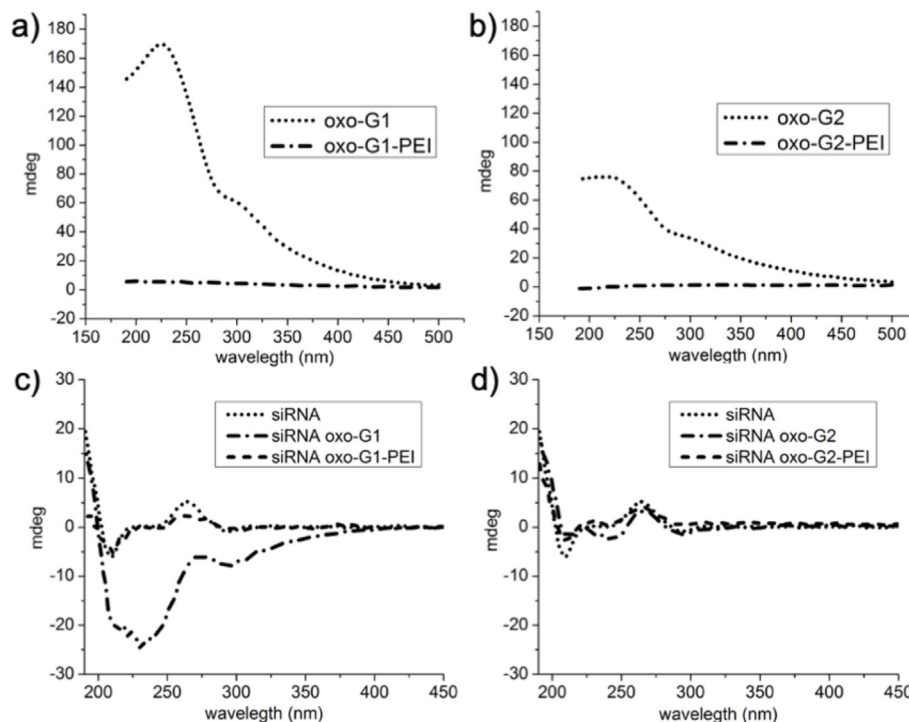 a)
180
160
140
120
100
80
60
40
20
0
-20
mdeg
oxo-G1
oxo-G1-PEI
150 200 250 300 350 400 450 500
wavelegth (nm)
b)
180
160
140
120
100
80
60
40
20
0
-20
mdeg
oxo-G2
oxo-G2-PEI
150 200 250 300 350 400 450 500
wavelegth (nm)
c)
30
20
10
0
-10
-20
-30
mdeg
siRNA
siRNA oxo-G1
siRNA oxo-G1-PEI
200 250 300 350 400 450
wavelegth (nm)
d)
30
20
10
0
-10
-20
-30
mdeg
siRNA
siRNA oxo-G2
siRNA oxo-G2-PEI
200 250 300 350 400 450
wavelegth (nm)